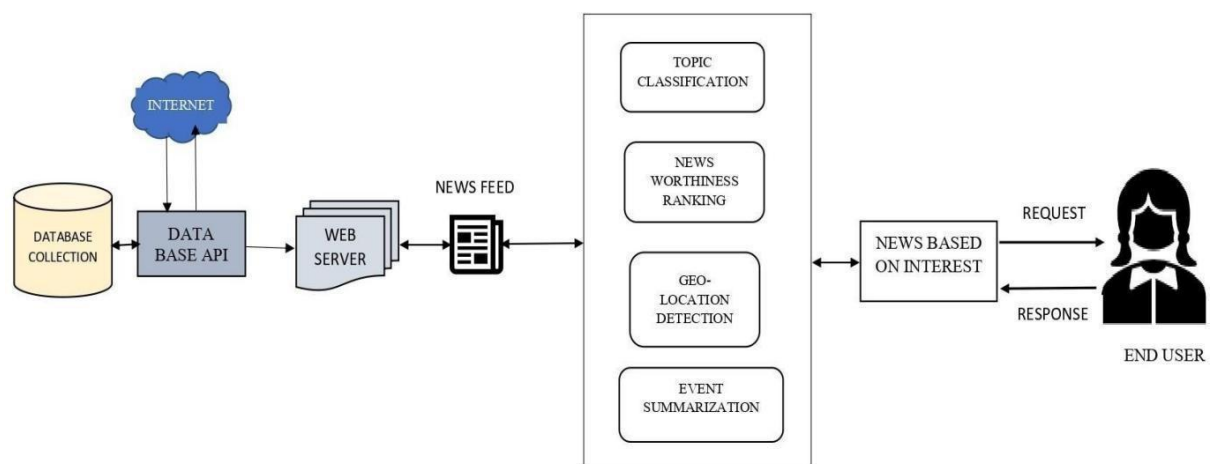 INTERNET
DATABASE
COLLECTION
DATA
BASE API
WEB
SERVER
NEWS FEED
TOPIC
CLASSIFICATION
NEWS
WORTHINESS
RANKING
GEO-
LOCATION
DETECTION
EVENT
SUMMARIZATION
NEWS BASED
ON INTEREST
REQUEST
RESPONSE
END USER